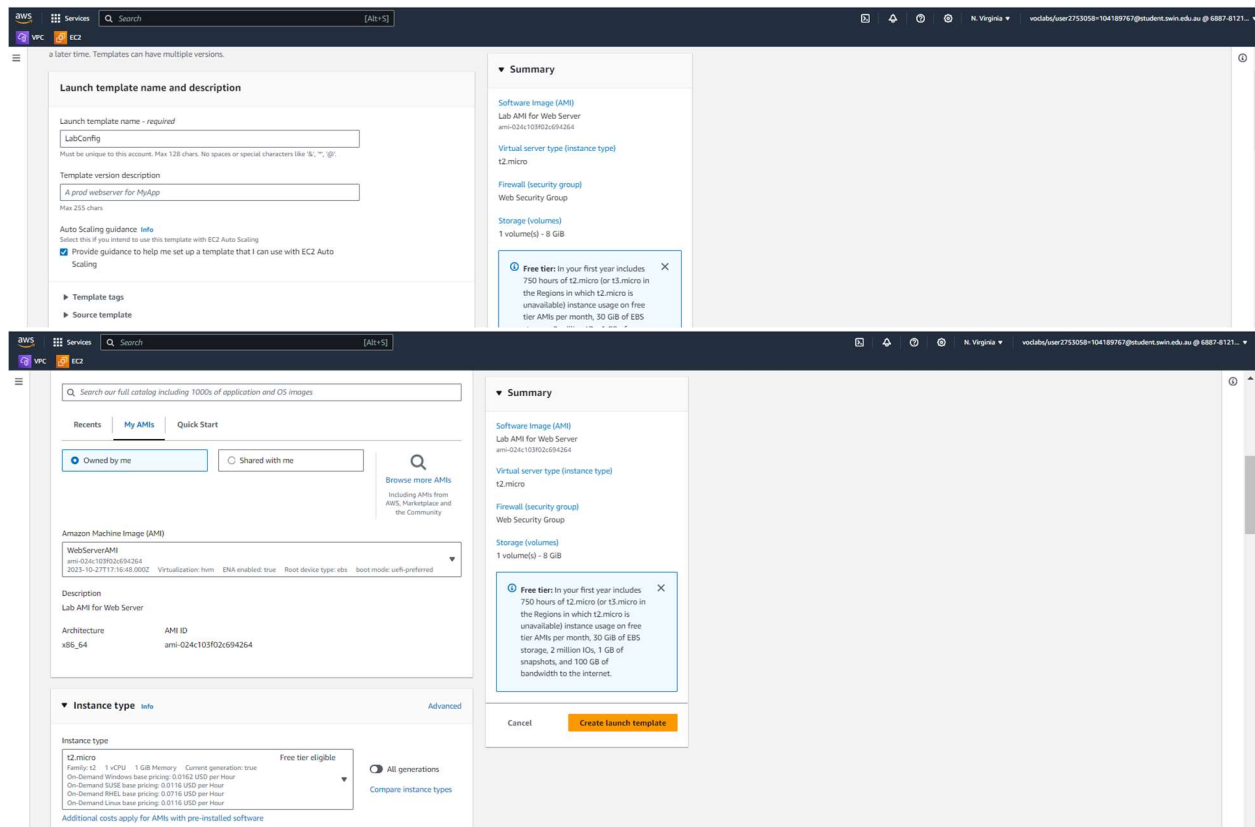 aws
Services
Search
[Alt+S]
N. Virginia
voclabs/user2753058=104189767@student.swin.edu.au @ 6887-8121...
VPC
EC2
a later time. Templates can have multiple versions.
Launch template name and description
Launch template name - required
LabConfig
Must be unique to this account. Max 128 chars. No spaces or special characters like '&', '*', '@'.
Template version description
A prod webserver for MyApp
Max 255 chars
Auto Scaling guidance Info
Select this if you intend to use this template with EC2 Auto Scaling
Provide guidance to help me set up a template that I can use with EC2 Auto
Scaling
Template tags
Source template
Summary
Software Image (AMI)
Lab AMI for Web Server
ami-024c103f02c694264
Virtual server type (instance type)
t2.micro
Firewall (security group)
Web Security Group
Storage (volumes)
1 volume(s) - 8 GiB
Free tier: In your first year includes
750 hours of t2.micro (or t3.micro in
the Regions in which t2.micro is
unavailable) instance usage on free
tier AMIs per month, 30 GiB of EBS
aws
Services
Search
[Alt+S]
N. Virginia
voclabs/user2753058=104189767@student.swin.edu.au @ 6887-8121...
VPC
EC2
Search our full catalog including 1000s of application and OS images
Recents
My AMIs
Quick Start
Owned by me
Shared with me
Browse more AMIs
Including AMIs from
AWS, Marketplace and
the Community
Amazon Machine Image (AMI)
WebServerAMI
ami-024c103f02c694264
2023-10-27T17:16:48.000Z Virtualization: hvm ENA enabled: true Root device type: ebs boot mode: uefi-preferred
Description
Lab AMI for Web Server
Architecture
AMI ID
x86_64
ami-024c103f02c694264
Instance type Info
Advanced
Instance type
t2.micro
Free tier eligible
Family: t2 1 vCPU 1 GiB Memory Current generation: true
On-Demand Windows base pricing: 0.0162 USD per Hour
On-Demand SUSE base pricing: 0.0116 USD per Hour
On-Demand RHEL base pricing: 0.0716 USD per Hour
On-Demand Linux base pricing: 0.0116 USD per Hour
All generations
Compare instance types
Additional costs apply for AMIs with pre-installed software
Summary
Software Image (AMI)
Lab AMI for Web Server
ami-024c103f02c694264
Virtual server type (instance type)
t2.micro
Firewall (security group)
Web Security Group
Storage (volumes)
1 volume(s) - 8 GiB
Free tier: In your first year includes
750 hours of t2.micro (or t3.micro in
the Regions in which t2.micro is
unavailable) instance usage on free
tier AMIs per month, 30 GiB of EBS
storage, 2 million IOs, 1 GB of
snapshots, and 100 GB of
bandwidth to the internet.
Cancel
Create launch template